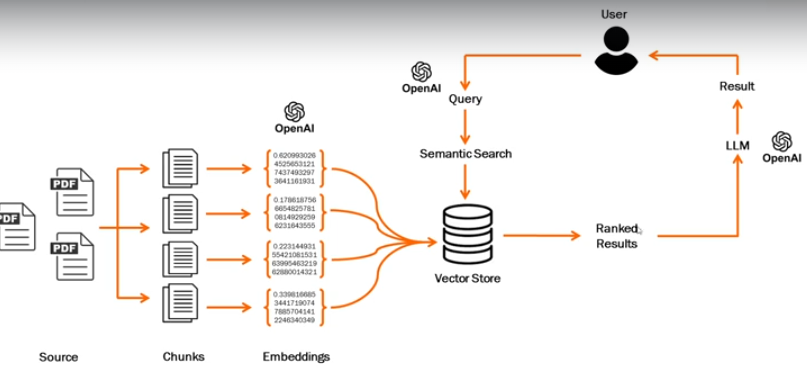 User
OpenAI
Query
Result
OpenAI
LLM
OpenAI
Semantic Search
PDF
PDF
PDF
0.620993026
4525653121
7437493297
3641161931
0.178618756
6654825781
0814929259
6231643555
0.223144931
55421081531
63995463219
62880014321
0.339816685
3441719074
7885704141
2246340349
Vector Store
Ranked
Results
Source
Chunks
Embeddings